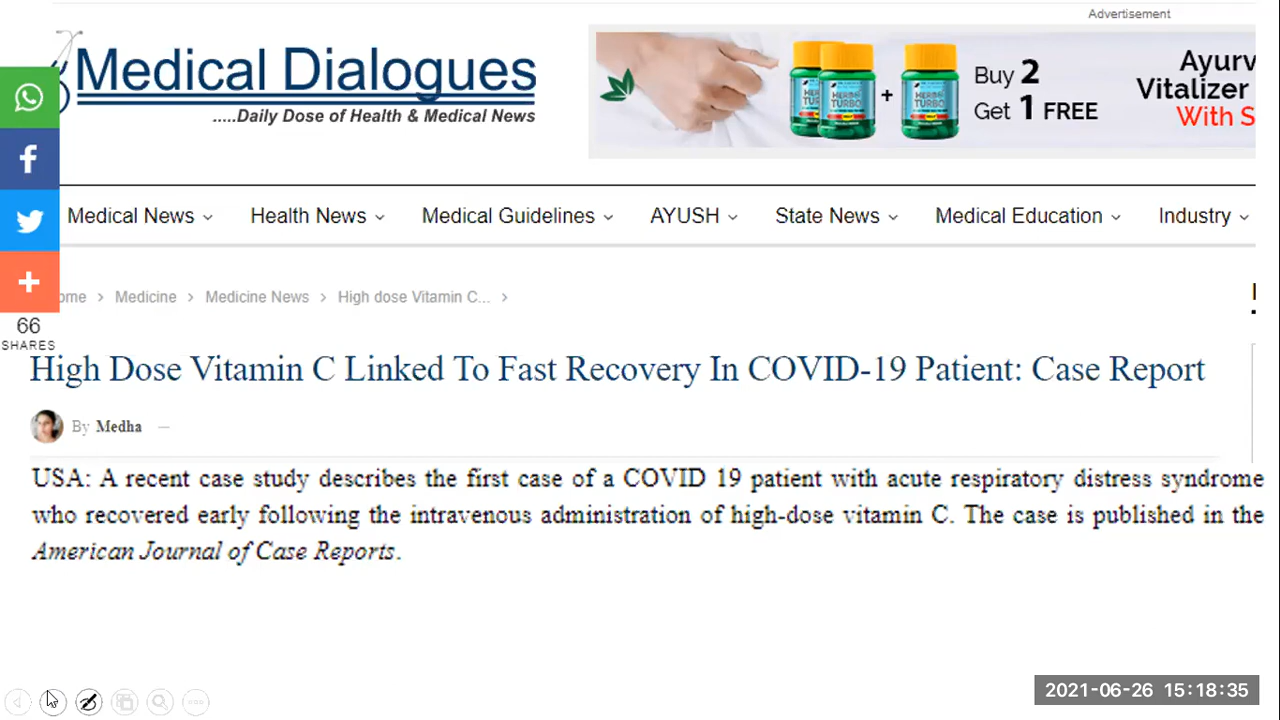 Advertisement
Medical Dialogues
.....Daily Dose of Health & Medical News
HERBAL
TURBO
+
Buy 2
Get 1 FREE
Ayurv
Vitalizer
With S
Medical News
Health News
Medical Guidelines
AYUSH
State News
Medical Education
Industry
ome > Medicine > Medicine News > High dose Vitamin C... >
66
SHARES
High Dose Vitamin C Linked To Fast Recovery In COVID-19 Patient: Case Report
By Medha —
USA: A recent case study describes the first case of a COVID 19 patient with acute respiratory distress syndrome
who recovered early following the intravenous administration of high-dose vitamin C. The case is published in the
American Journal of Case Reports.
2021-06-26 15:18:35